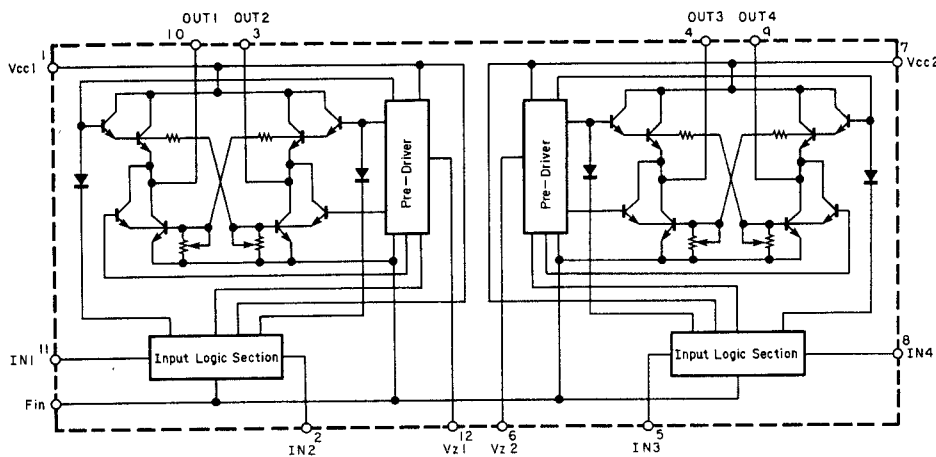 OUT1 OUT2 OUT3 OUT4
10 3 4 9
1 7
Vcc1 Vcc2
Pre-Driver Pre-Driver
11 Input Logic Section Input Logic Section 8
IN1 IN4
Fin
2 12 6 5
IN2 Vz1 Vz2 IN3